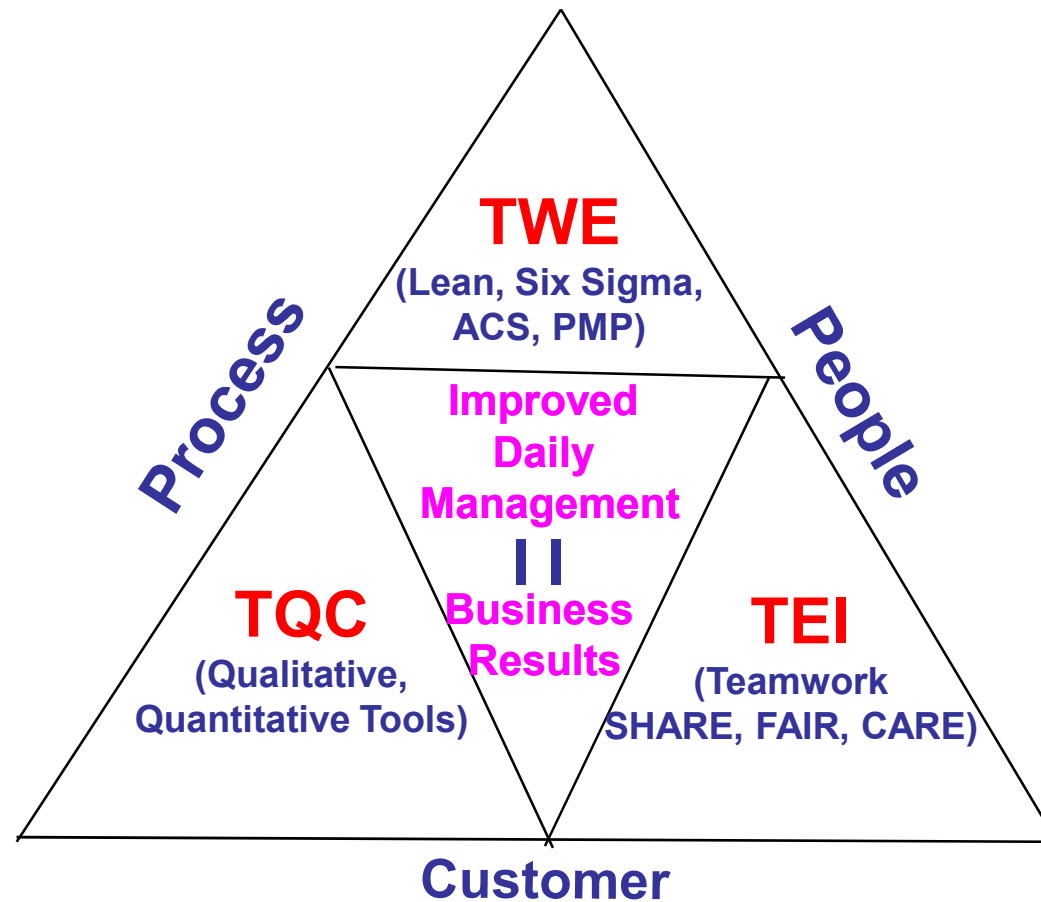 TWE
(Lean, Six Sigma,
ACS, PMP)
Process
People
Improved
Daily
Management
=
Business
Results
TQC
(Qualitative,
Quantitative Tools)
TEI
(Teamwork
SHARE, FAIR, CARE)
Customer